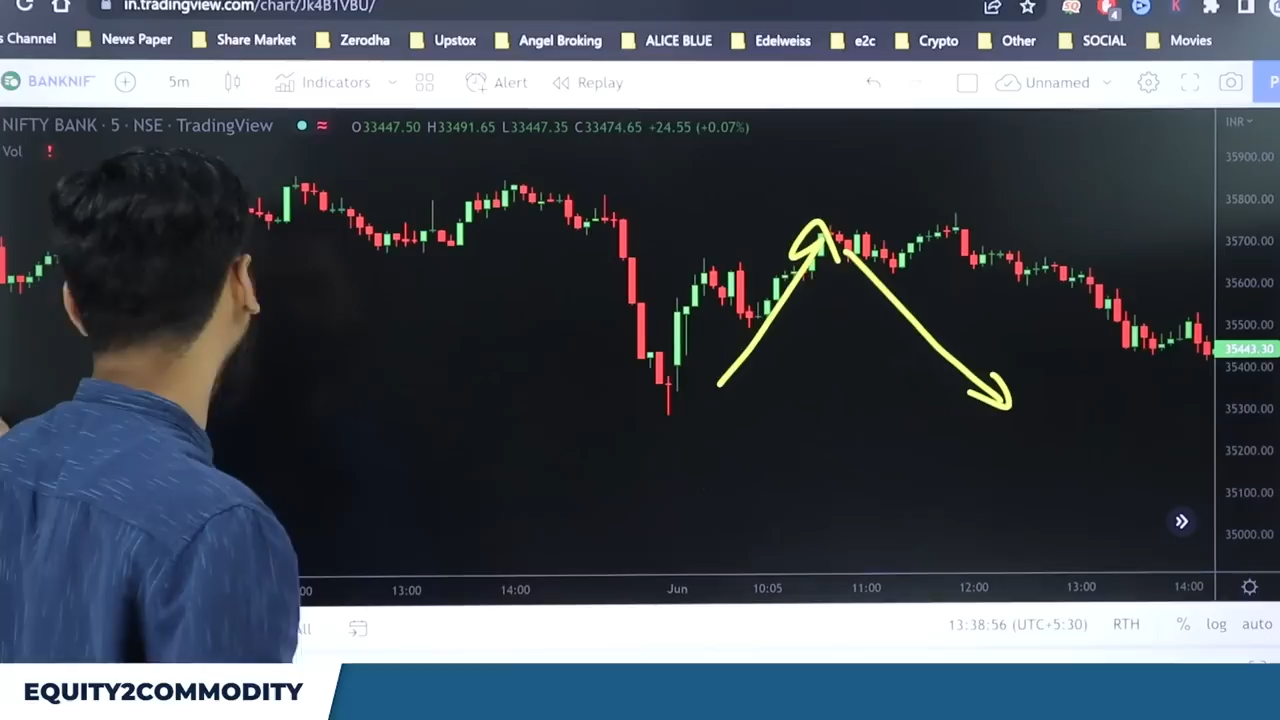 in.tradingview.com/chart/Jk4B1VBU/
s Channel News Paper Share Market Zerodha Upstox Angel Broking ALICE BLUE Edelweiss e2c Crypto Other SOCIAL Movies
BANKNIF 5m Indicators Alert Replay Unnamed P
NIFTY BANK · 5 · NSE · TradingView O33447.50 H33491.65 L33447.35 C33474.65 +24.55 (+0.07%) INR
Vol !
35900.00
35800.00
35700.00
35600.00
35500.00
35443.30
35400.00
35300.00
35200.00
35100.00
35000.00
:00 13:00 14:00 Jun 10:05 11:00 12:00 13:00 14:00
All 13:38:56 (UTC+5:30) RTH % log auto
EQUITY2COMMODITY